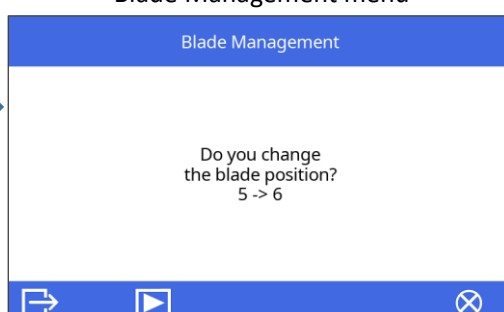 Blade Management menu
Blade Management
Do you change
the blade position?
5 -> 6